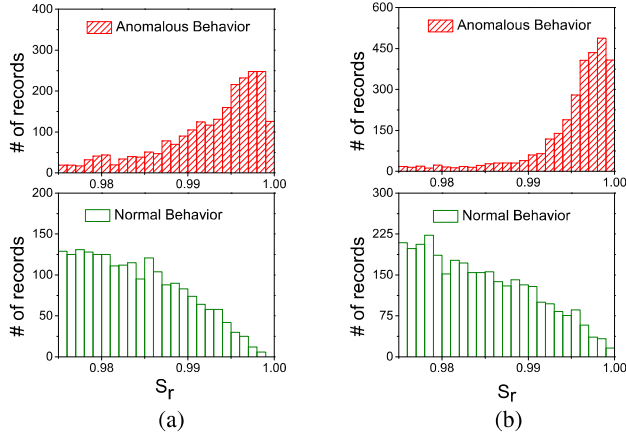 400
300
200
100
0
# of records
Anomalous Behavior
0.98
0.99
1.00
200
150
100
50
0
# of records
Normal Behavior
0.98
0.99
1.00
Sr
(a)
600
450
300
150
0
# of records
Anomalous Behavior
0.98
0.99
1.00
300
225
150
75
0
# of records
Normal Behavior
0.98
0.99
1.00
Sr
(b)